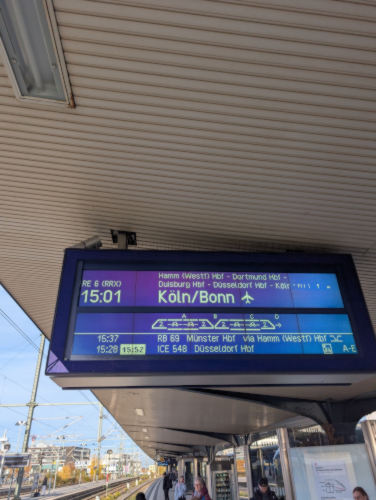 Hamm (Westf) Hbf - Dortmund Hbf -
RE 6 (RRX) Duisburg Hbf - Düsseldorf Hbf - Köln
15:01 Köln/Bonn
A B C D
15:37 RB 69 Münster Hbf via Hamm (Westf) Hbf
15:28 15:52 ICE 548 Düsseldorf Hbf A-E